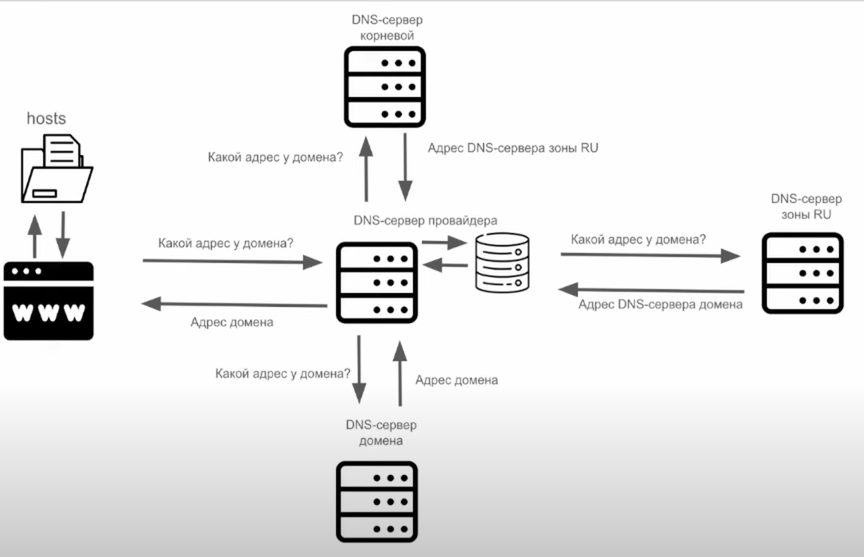 DNS-сервер
корневой
hosts
Какой адрес у домена?
Адрес DNS-сервера зоны RU
DNS-сервер
зоны RU
DNS-сервер провайдера
Какой адрес у домена?
Какой адрес у домена?
WWW
Адрес домена
Адрес DNS-сервера домена
Какой адрес у домена?
Адрес домена
DNS-сервер
домена